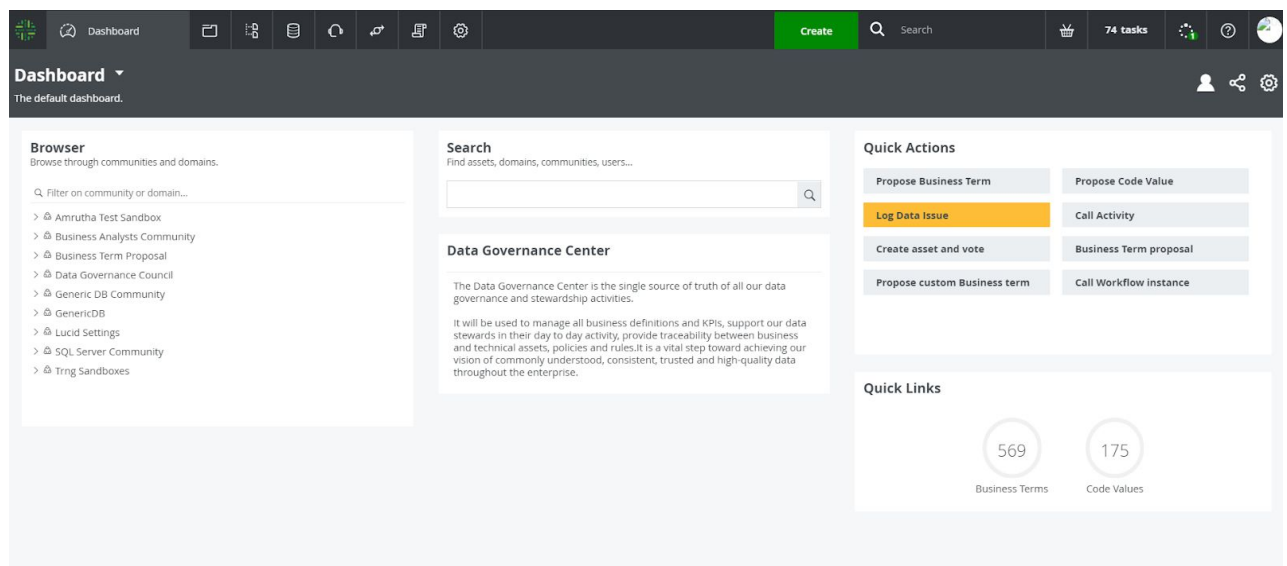 Dashboard
Create
Search
74 tasks
1
Dashboard
The default dashboard.
Browser
Browse through communities and domains.
Filter on community or domain...
Amrutha Test Sandbox
Business Analysts Community
Business Term Proposal
Data Governance Council
Generic DB Community
GenericDB
Lucid Settings
SQL Server Community
Trng Sandboxes
Search
Find assets, domains, communities, users...
Data Governance Center
The Data Governance Center is the single source of truth of all our data
governance and stewardship activities.
It will be used to manage all business definitions and KPIs, support our data
stewards in their day to day activity, provide traceability between business
and technical assets, policies and rules.It is a vital step toward achieving our
vision of commonly understood, consistent, trusted and high-quality data
throughout the enterprise.
Quick Actions
Propose Business Term
Propose Code Value
Log Data Issue
Call Activity
Create asset and vote
Business Term proposal
Propose custom Business term
Call Workflow instance
Quick Links
569
175
Business Terms
Code Values